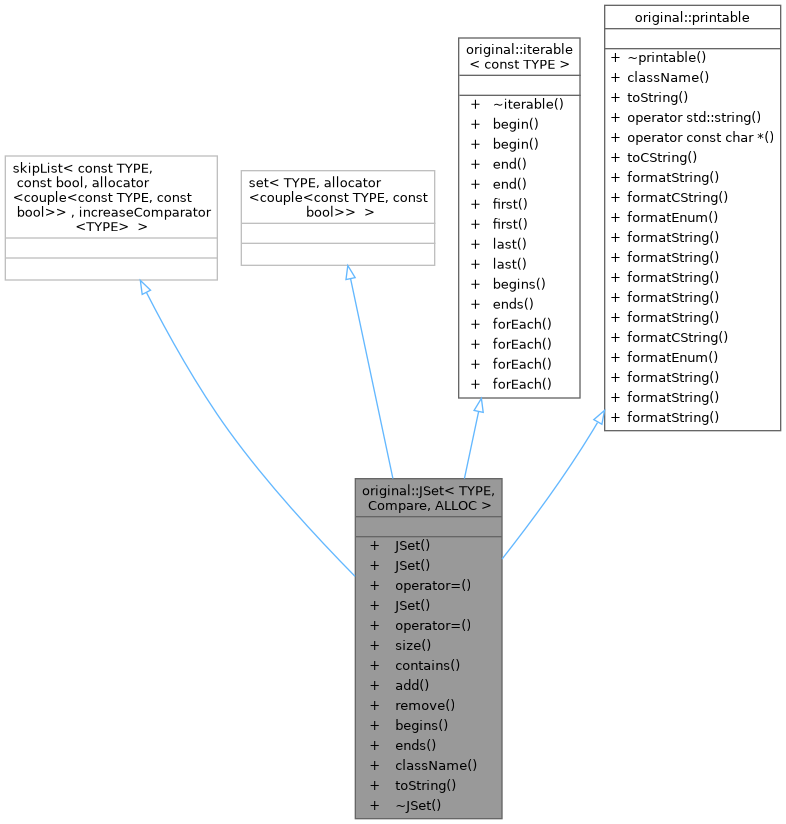 original::printable
+ ~printable()
+ className()
+ toString()
+ operator std::string()
+ operator const char *()
+ toCString()
+ formatString()
+ formatCString()
+ formatEnum()
+ formatString()
+ formatString()
+ formatString()
+ formatString()
+ formatString()
+ formatCString()
+ formatEnum()
+ formatString()
+ formatString()
+ formatString()
original::iterable
< const TYPE >
+ ~iterable()
+ begin()
+ begin()
+ end()
+ end()
+ first()
+ first()
+ last()
+ last()
+ begins()
+ ends()
+ forEach()
+ forEach()
+ forEach()
+ forEach()
skipList< const TYPE,
const bool, allocator
<couple<const TYPE, const
bool>> , increaseComparator
<TYPE> >
set< TYPE, allocator
<couple<const TYPE, const
bool>> >
original::JSet< TYPE,
Compare, ALLOC >
+ JSet()
+ JSet()
+ operator=()
+ JSet()
+ operator=()
+ size()
+ contains()
+ add()
+ remove()
+ begins()
+ ends()
+ className()
+ toString()
+ ~JSet()